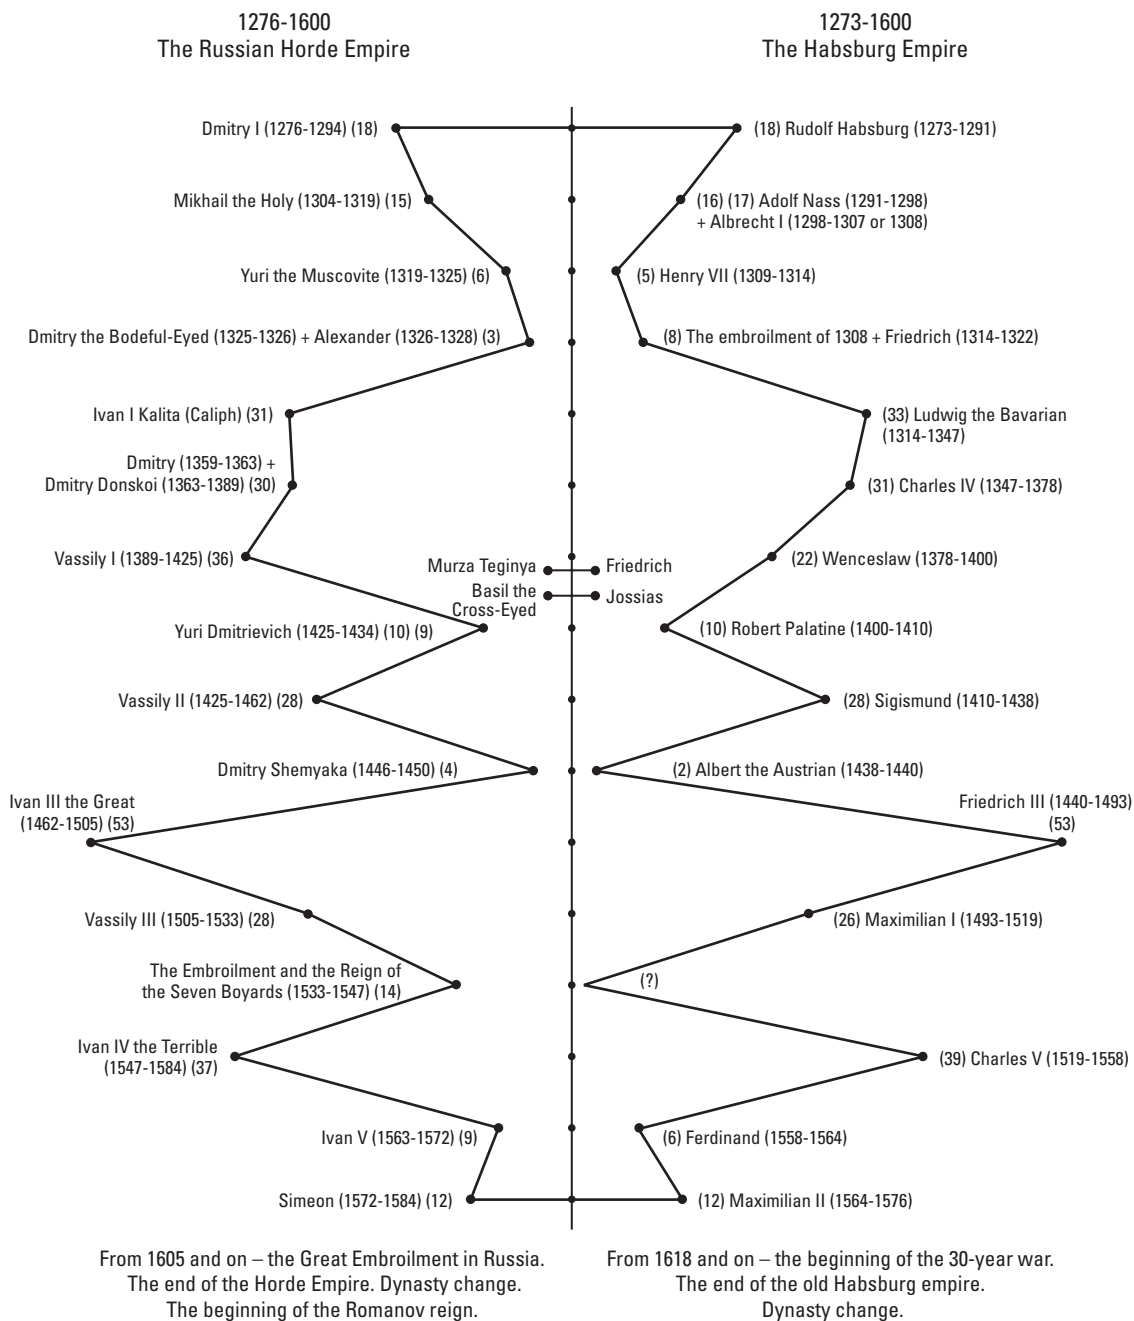 1276-1600
The Russian Horde Empire
1273-1600
The Habsburg Empire
Dmitry I (1276-1294) (18)
(18) Rudolf Habsburg (1273-1291)
Mikhail the Holy (1304-1319) (15)
(16) (17) Adolf Nass (1291-1298)
+ Albrecht I (1298-1307 or 1308)
Yuri the Muscovite (1319-1325) (6)
(5) Henry VII (1309-1314)
Dmitry the Bodeful-Eyed (1325-1326) + Alexander (1326-1328) (3)
(8) The embroilment of 1308 + Friedrich (1314-1322)
Ivan I Kalita (Caliph) (31)
(33) Ludwig the Bavarian
(1314-1347)
Dmitry (1359-1363) +
Dmitry Donskoi (1363-1389) (30)
(31) Charles IV (1347-1378)
Vassily I (1389-1425) (36)
(22) Wenceslaw (1378-1400)
Murza Teginya
Friedrich
Basil the
Cross-Eyed
Jossias
Yuri Dmitrievich (1425-1434) (10) (9)
(10) Robert Palatine (1400-1410)
Vassily II (1425-1462) (28)
(28) Sigismund (1410-1438)
Dmitry Shemyaka (1446-1450) (4)
(2) Albert the Austrian (1438-1440)
Ivan III the Great
(1462-1505) (53)
Friedrich III (1440-1493)
(53)
Vassily III (1505-1533) (28)
(26) Maximilian I (1493-1519)
The Embroilment and the Reign of
the Seven Boyards (1533-1547) (14)
(?)
Ivan IV the Terrible
(1547-1584) (37)
(39) Charles V (1519-1558)
Ivan V (1563-1572) (9)
(6) Ferdinand (1558-1564)
Simeon (1572-1584) (12)
(12) Maximilian II (1564-1576)
From 1605 and on – the Great Embroilment in Russia.
The end of the Horde Empire. Dynasty change.
The beginning of the Romanov reign.
From 1618 and on – the beginning of the 30-year war.
The end of the old Habsburg empire.
Dynasty change.